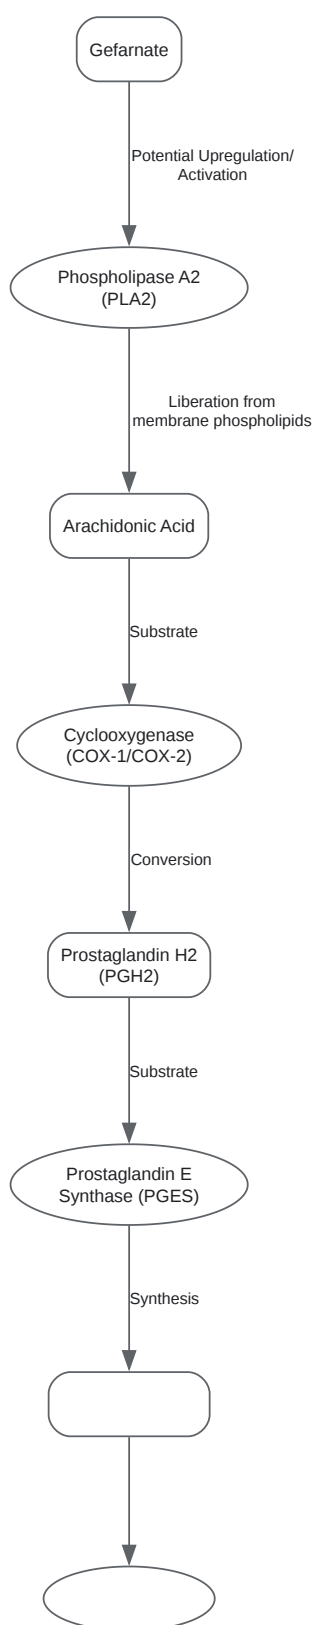 Gefarnate
Potential Upregulation/
Activation
Phospholipase A2
(PLA2)
Liberation from
membrane phospholipids
Arachidonic Acid
Substrate
Cyclooxygenase
(COX-1/COX-2)
Conversion
Prostaglandin H2
(PGH2)
Substrate
Prostaglandin E
Synthase (PGES)
Synthesis